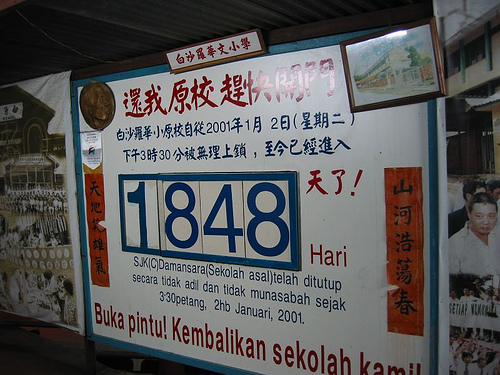 白沙羅華文小學
還我原校 趕快開門
白沙羅華小原校自從2001年1月2日(星期二)
下午3時30分被無理上鎖，至今已經進入
1848
天了!
Hari
天地
雄氣
山河浩蕩春
SJK(C)Damansara(Sekolah asal)telah ditutup
secara tidak adil dan tidak munasabah sejak
3:30petang, 2hb Januari, 2001.
Buka pintu! Kembalikan sekolah kami!
SETIAP